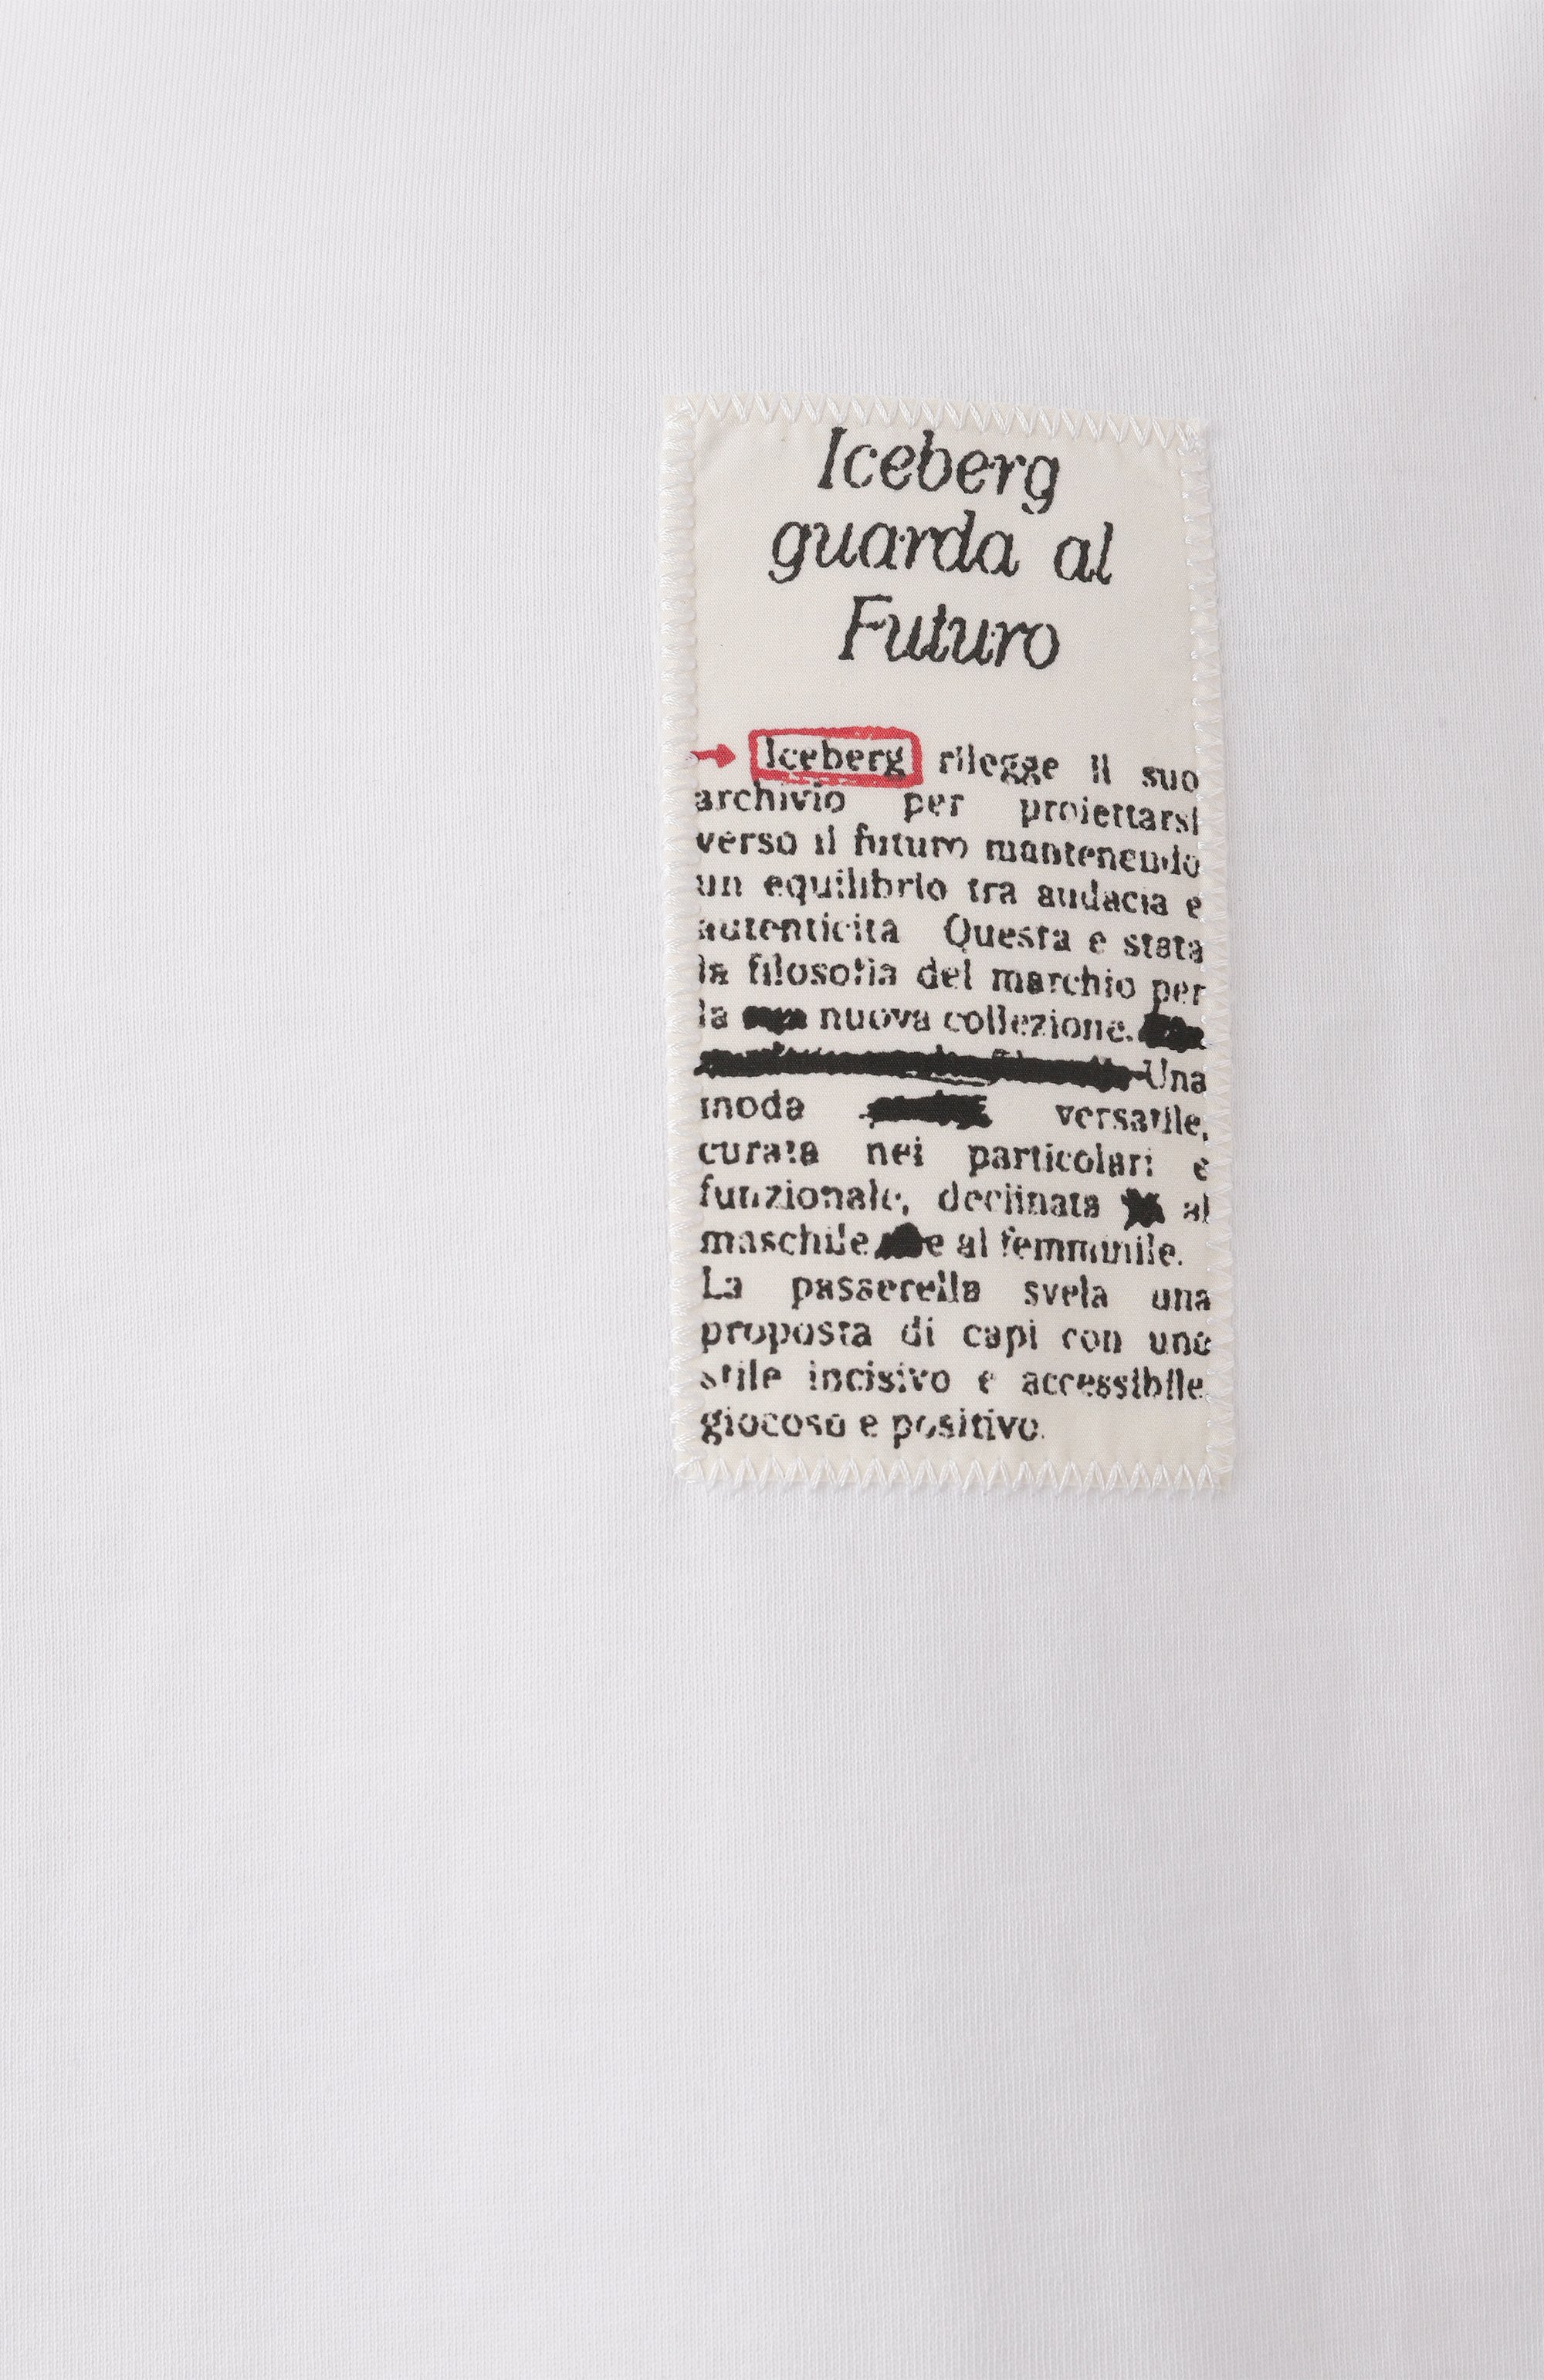 Iceberg
guarda al
Futuro
Iceberg rilegge il suo
archivio per proiettarsi
verso il futuro mantenendo
un equilibrio tra audacia e
autenticita Questa e stata
la filosofia del marchio per
la nuova collezione.
Una
moda versatile,
curata nei particolari e
funzionale, declinata al
maschile e al femminile.
La passerella svela una
proposta di capi con uno
stile incisivo e accessibile
giocoso e positivo.